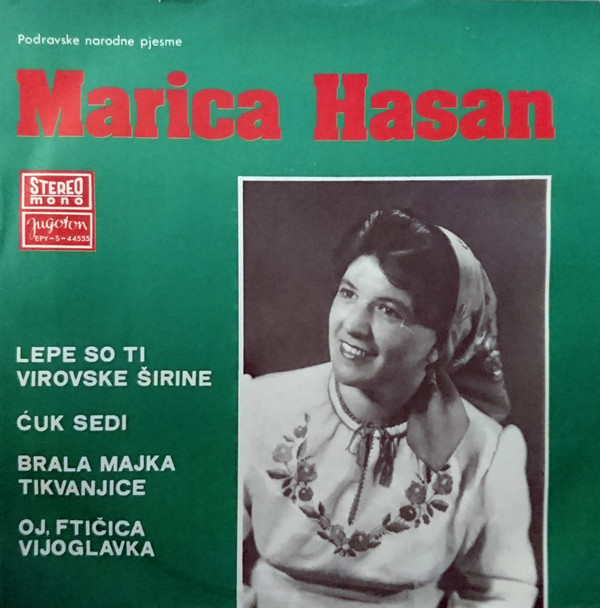 Podravske narodne pjesme
Marica Hasan
STEREO
mono
Jugoton
EPY-S-44555
LEPE SO TI
VIROVSKE ŠIRINE
ĆUK SEDI
BRALA MAJKA
TIKVANJICE
OJ, FTIČICA
VIJOGLAVKA